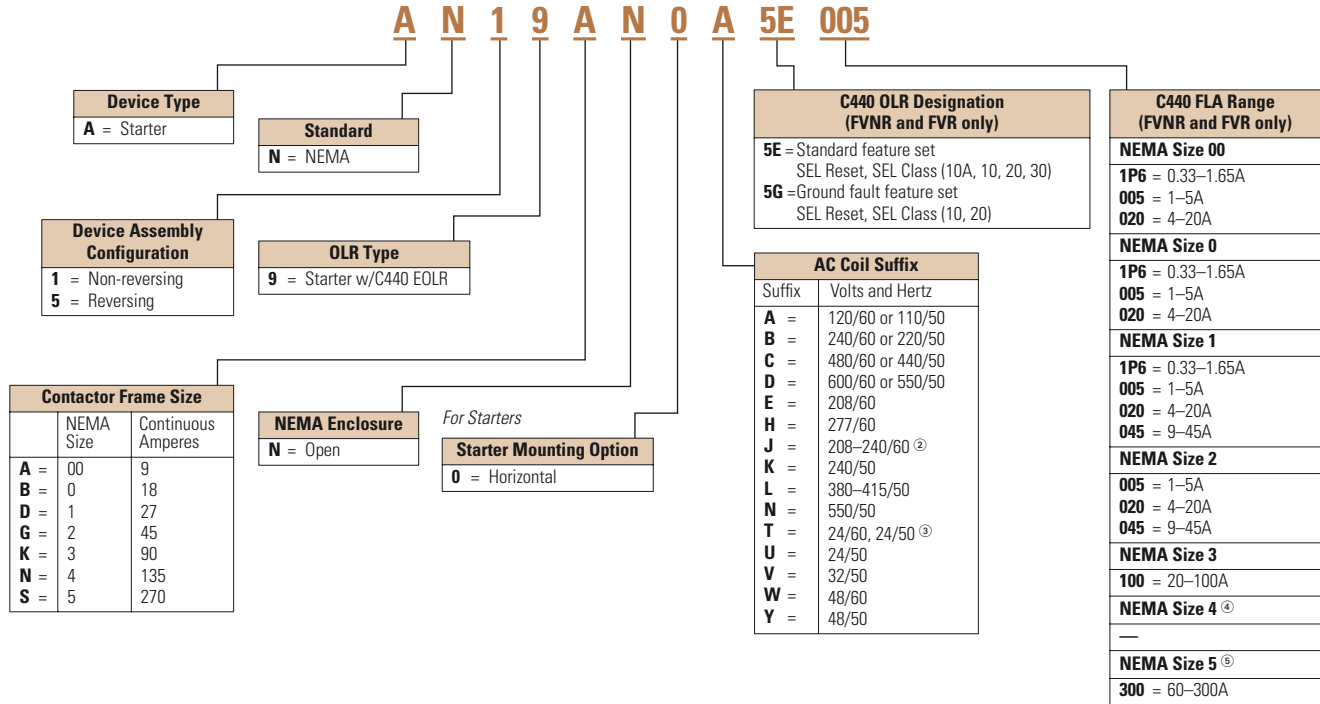 A N 1 9 A N 0 A 5E 005
Device Type
A = Starter
Standard
N = NEMA
Device Assembly
Configuration
1 = Non-reversing
5 = Reversing
OLR Type
9 = Starter w/C440 EOLR
Contactor Frame Size
NEMA Size Continuous Amperes
A = 00 9
B = 0 18
D = 1 27
G = 2 45
K = 3 90
N = 4 135
S = 5 270
NEMA Enclosure
N = Open
For Starters
Starter Mounting Option
0 = Horizontal
C440 OLR Designation
(FVNR and FVR only)
5E = Standard feature set
SEL Reset, SEL Class (10A, 10, 20, 30)
5G =Ground fault feature set
SEL Reset, SEL Class (10, 20)
AC Coil Suffix
Suffix Volts and Hertz
A = 120/60 or 110/50
B = 240/60 or 220/50
C = 480/60 or 440/50
D = 600/60 or 550/50
E = 208/60
H = 277/60
J = 208–240/60 ②
K = 240/50
L = 380–415/50
N = 550/50
T = 24/60, 24/50 ③
U = 24/50
V = 32/50
W = 48/60
Y = 48/50
C440 FLA Range
(FVNR and FVR only)
NEMA Size 00
1P6 = 0.33–1.65A
005 = 1–5A
020 = 4–20A
NEMA Size 0
1P6 = 0.33–1.65A
005 = 1–5A
020 = 4–20A
NEMA Size 1
1P6 = 0.33–1.65A
005 = 1–5A
020 = 4–20A
045 = 9–45A
NEMA Size 2
005 = 1–5A
020 = 4–20A
045 = 9–45A
NEMA Size 3
100 = 20–100A
NEMA Size 4 ④
—
NEMA Size 5 ⑤
300 = 60–300A